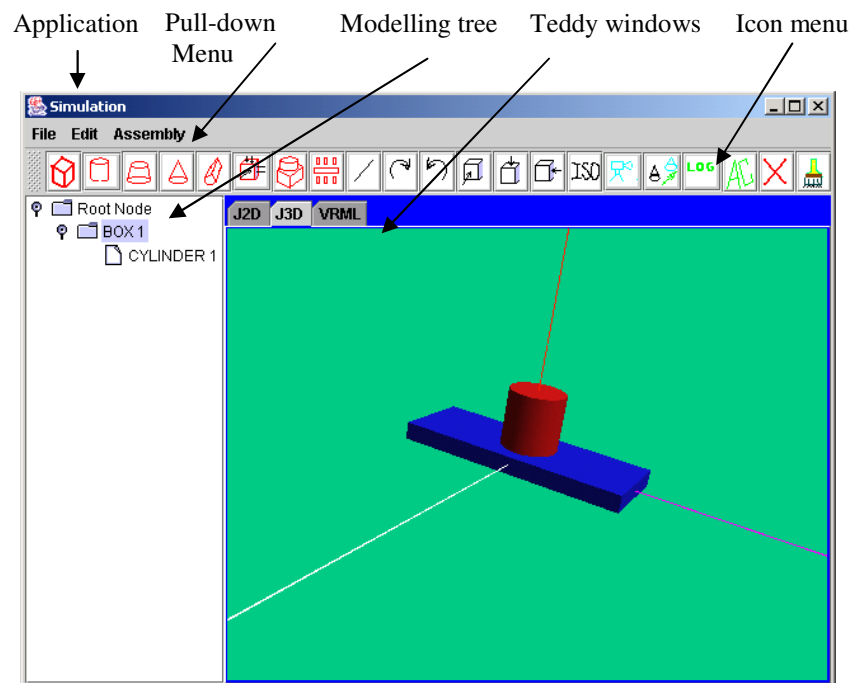 Application Pull-down Menu Modelling tree Teddy windows Icon menu
Simulation
File Edit Assembly
ISO LOG AC
Root Node
BOX 1
CYLINDER 1
J2D J3D VRML